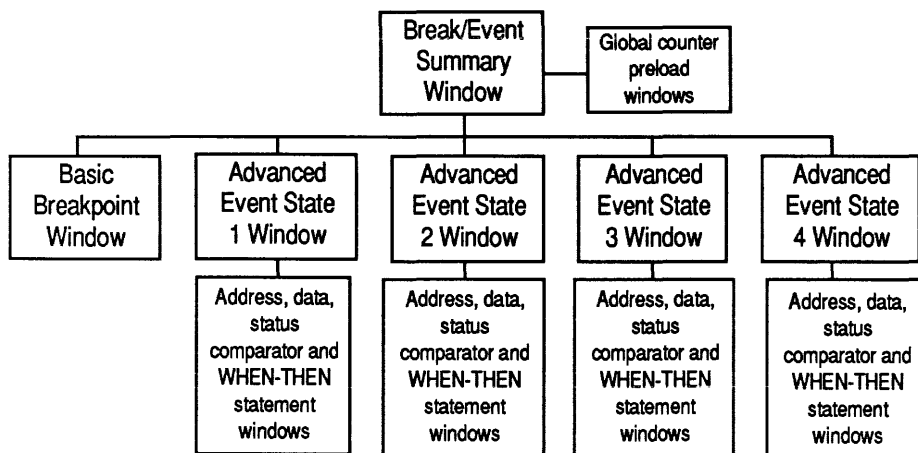 Break/Event
Summary
Window
Global counter
preload
windows
Basic
Breakpoint
Window
Advanced
Event State
1 Window
Advanced
Event State
2 Window
Advanced
Event State
3 Window
Advanced
Event State
4 Window
Address, data,
status
comparator and
WHEN-THEN
statement
windows
Address, data,
status
comparator and
WHEN-THEN
statement
windows
Address, data,
status
comparator and
WHEN-THEN
statement
windows
Address, data,
status
comparator and
WHEN-THEN
statement
windows